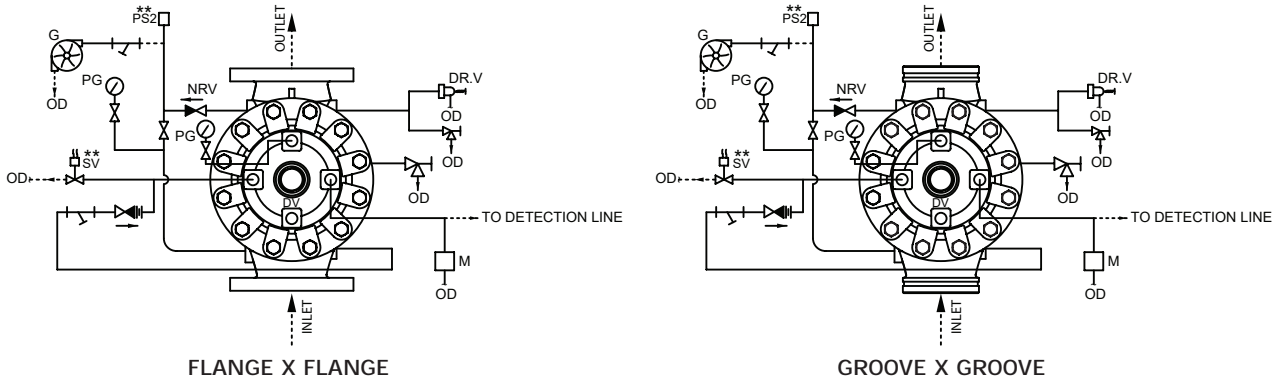 **
PS2
G
OUTLET
PG
OD
NRV
DR.V
OD
PG
OD
**
SV
OD
OD
DV
TO DETECTION LINE
M
OD
INLET
FLANGE X FLANGE
**
PS2
G
OUTLET
PG
OD
NRV
DR.V
OD
PG
OD
**
SV
OD
OD
DV
TO DETECTION LINE
M
OD
INLET
GROOVE X GROOVE